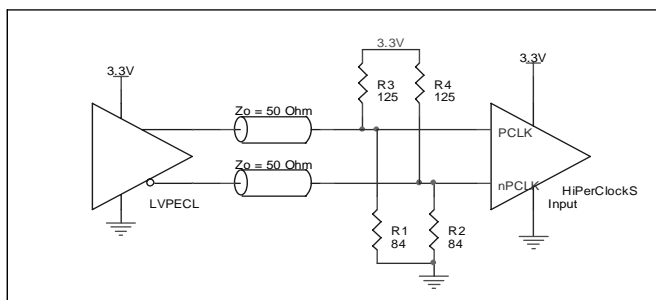 3.3V
3.3V
R3
125
R4
125
3.3V
Zo = 50 Ohm
PCLK
Zo = 50 Ohm
nPCLK
HiPerClockS
Input
LVPECL
R1
84
R2
84